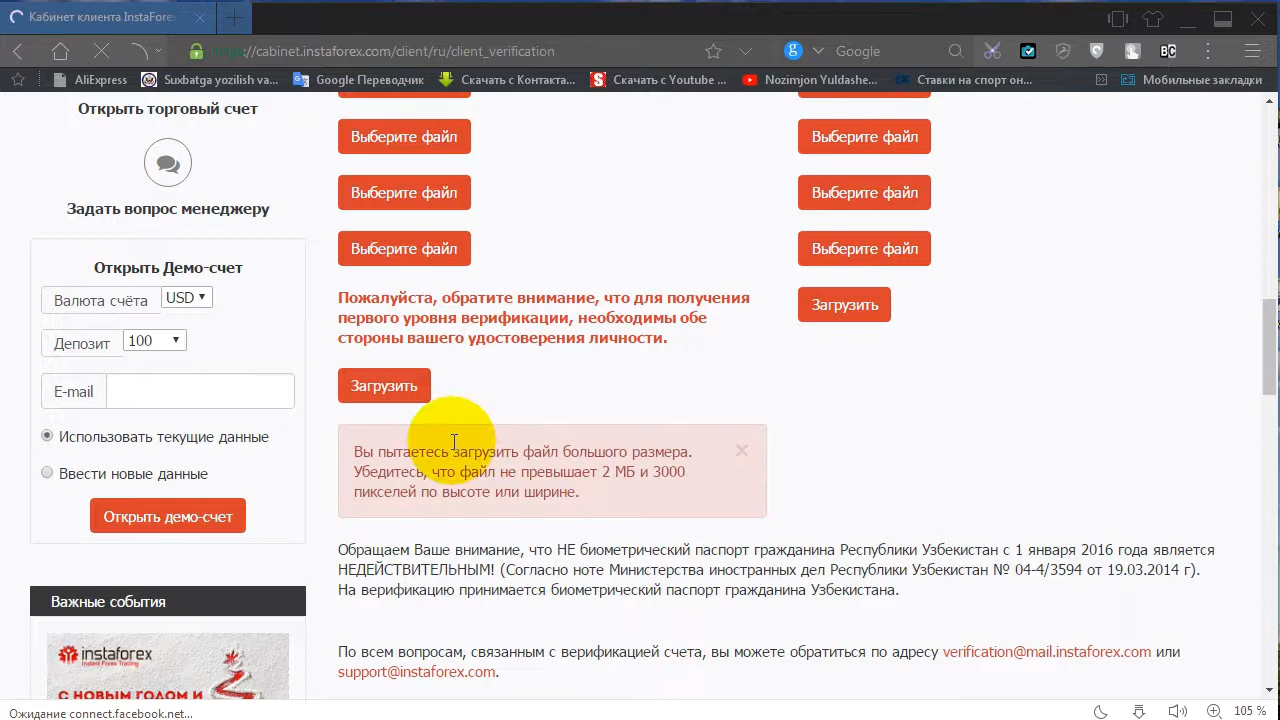 Кабинет клиента InstaForex
https://cabinet.instaforex.com/client/ru/client_verification
Google
AliExpress
Suxbatga yozilish va...
Google Переводчик
Скачать с Контакта...
Скачать с Youtube ...
Nozimjon Yuldashe...
Ставки на спорт он...
Мобильные закладки
Открыть торговый счет
Задать вопрос менеджеру
Открыть Демо-счет
Валюта счёта USD
Депозит 100
E-mail
Использовать текущие данные
Ввести новые данные
Открыть демо-счет
Важные события
instaforex
Instant Forex Trading
С НОВЫМ ГОДОМ И
Выберите файл
Выберите файл
Выберите файл
Пожалуйста, обратите внимание, что для получения
первого уровня верификации, необходимы обе
стороны вашего удостоверения личности.
Загрузить
Вы пытаетесь загрузить файл большого размера.
Убедитесь, что файл не превышает 2 МБ и 3000
пикселей по высоте или ширине.
Выберите файл
Выберите файл
Выберите файл
Загрузить
Обращаем Ваше внимание, что НЕ биометрический паспорт гражданина Республики Узбекистан с 1 января 2016 года является
НЕДЕЙСТВИТЕЛЬНЫМ! (Согласно ноте Министерства иностранных дел Республики Узбекистан № 04-4/3594 от 19.03.2014 г).
На верификацию принимается биометрический паспорт гражданина Узбекистана.
По всем вопросам, связанным с верификацией счета, вы можете обратиться по адресу verification@mail.instaforex.com или
support@instaforex.com.
Ожидание connect.facebook.net...
105 %